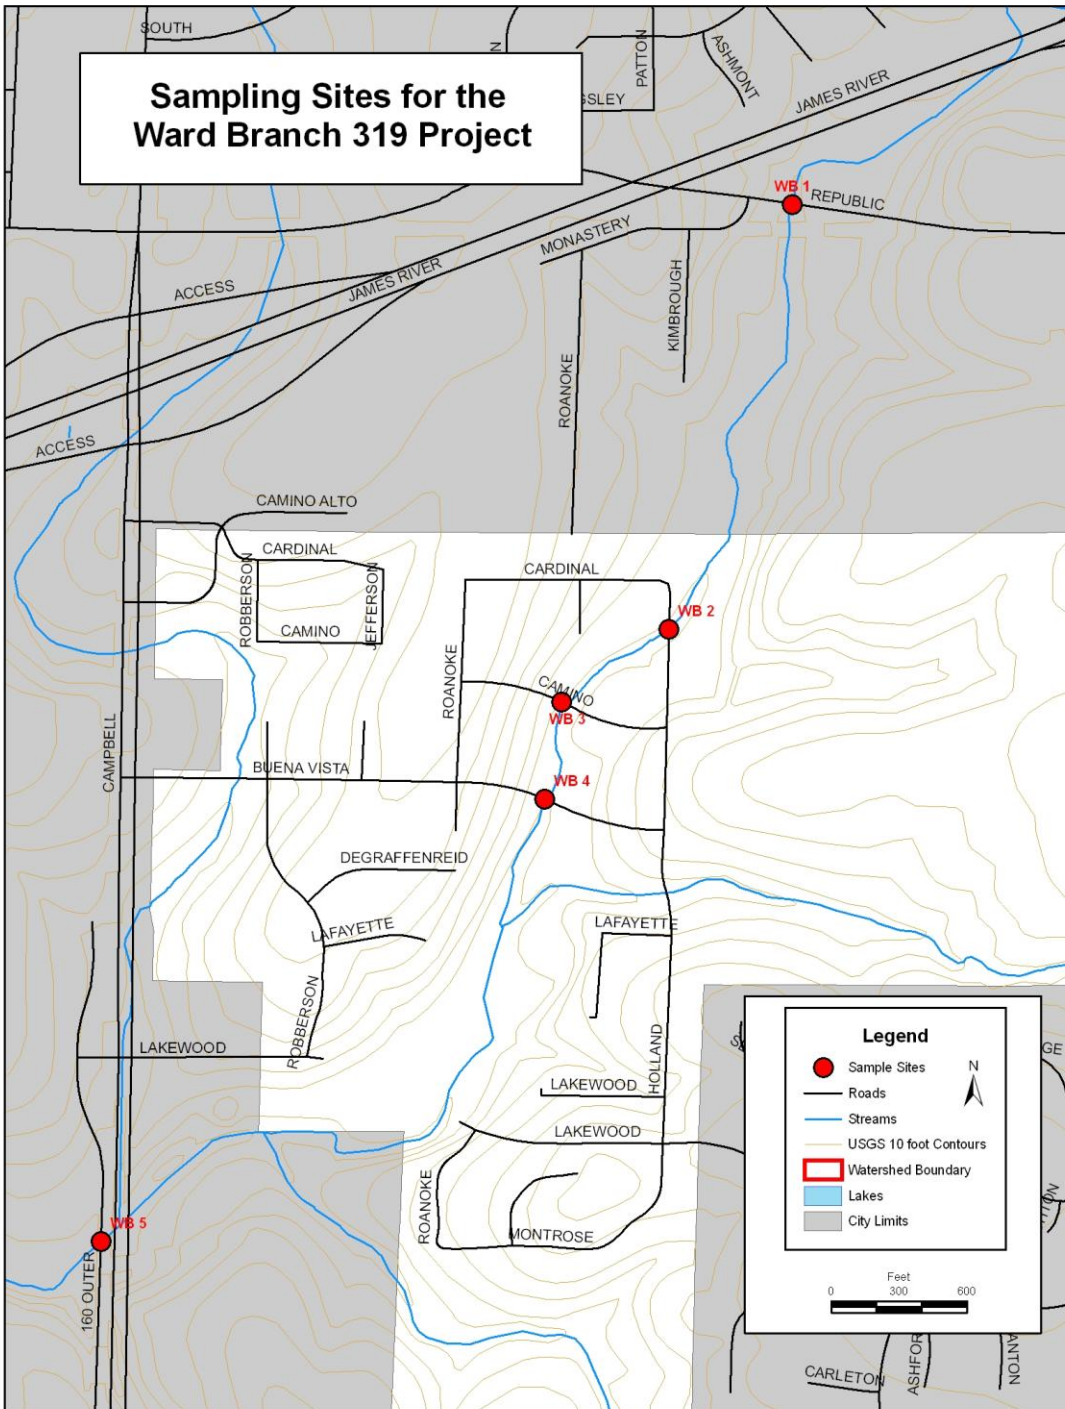 SOUTH
PATTON
ASHMONT
Sampling Sites for the
Ward Branch 319 Project
JAMES RIVER
WB 1
REPUBLIC
MONASTERY
ACCESS
JAMES RIVER
KIMBROUGH
ROANOKE
ACCESS
CAMINO ALTO
CARDINAL
ROBBERSON
JEFFERSON
CAMINO
CARDINAL
WB 2
ROANOKE
CAMINO
WB 3
CAMPBELL
BUENA VISTA
WB 4
DEGRAFFENREID
LAFAYETTE
LAFAYETTE
ROBBERSON
LAKEWOOD
HOLLAND
LAKEWOOD
LAKEWOOD
ROANOKE
MONTROSE
WB 5
160 OUTER
Legend
Sample Sites
N
Roads
Streams
USGS 10 foot Contours
Watershed Boundary
Lakes
City Limits
Feet
0 300 600
CARLETON